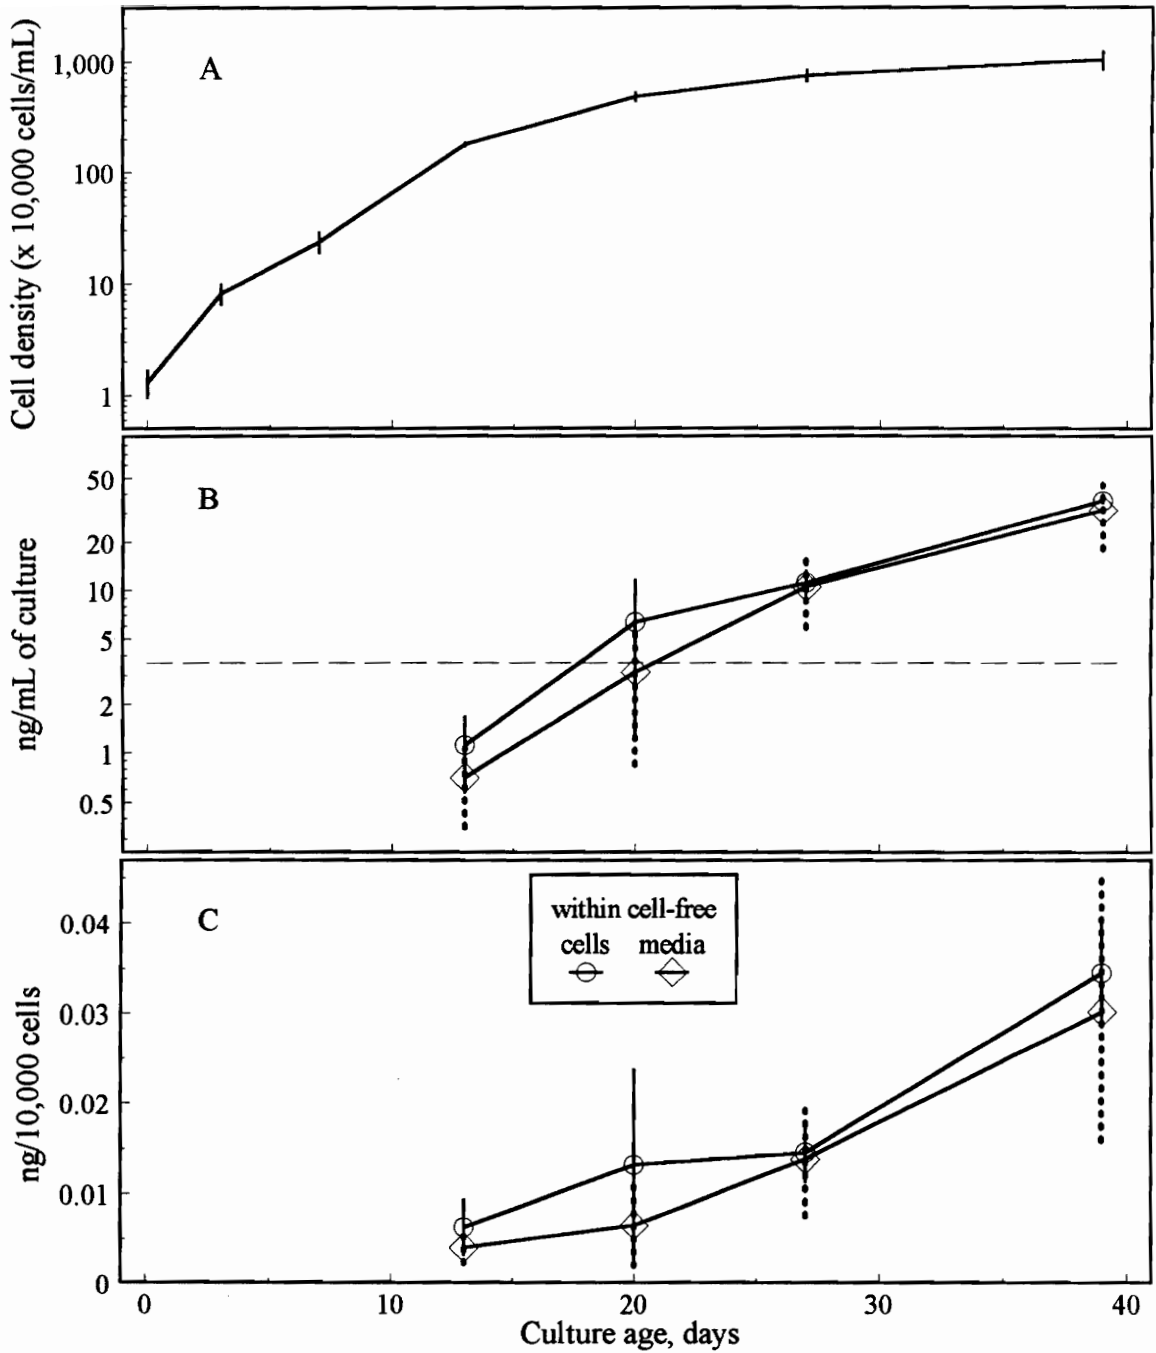 Cell density (x 10,000 cells/mL)
A
1,000
100
10
1
ng/mL of culture
B
50
20
10
5
2
1
0.5
ng/10,000 cells
C
within cell-free
cells media
0.04
0.03
0.02
0.01
0
0 10 20 30 40
Culture age, days